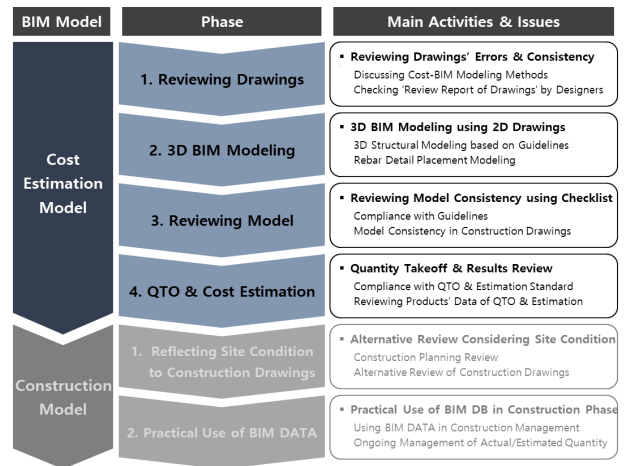 BIM Model
Phase
Main Activities & Issues
Cost
Estimation
Model
1. Reviewing Drawings
▪ Reviewing Drawings’ Errors & Consistency
Discussing Cost-BIM Modeling Methods
Checking ‘Review Report of Drawings’ by Designers
2. 3D BIM Modeling
▪ 3D BIM Modeling using 2D Drawings
3D Structural Modeling based on Guidelines
Rebar Detail Placement Modeling
3. Reviewing Model
▪ Reviewing Model Consistency using Checklist
Compliance with Guidelines
Model Consistency in Construction Drawings
4. QTO & Cost Estimation
▪ Quantity Takeoff & Results Review
Compliance with QTO & Estimation Standard
Reviewing Products’ Data of QTO & Estimation
Construction
Model
1. Reflecting Site Condition
to Construction Drawings
▪ Alternative Review Considering Site Condition
Construction Planning Review
Alternative Review of Construction Drawings
2. Practical Use of BIM DATA
▪ Practical Use of BIM DB in Construction Phase
Using BIM DATA in Construction Management
Ongoing Management of Actual/Estimated Quantity